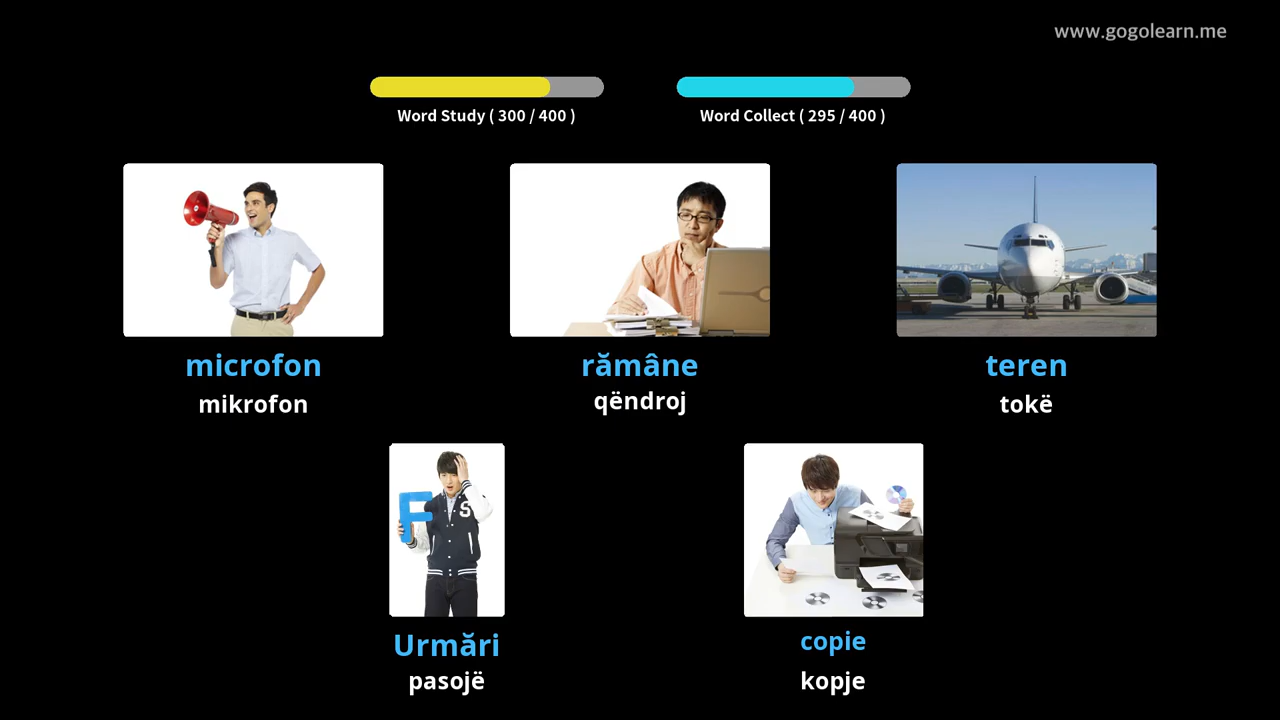 www.gogolearn.me
Word Study ( 300 / 400 )
Word Collect ( 295 / 400 )
microfon
mikrofon
rămâne
qëndroj
teren
tokë
F
S
Urmări
pasojë
copie
kopje